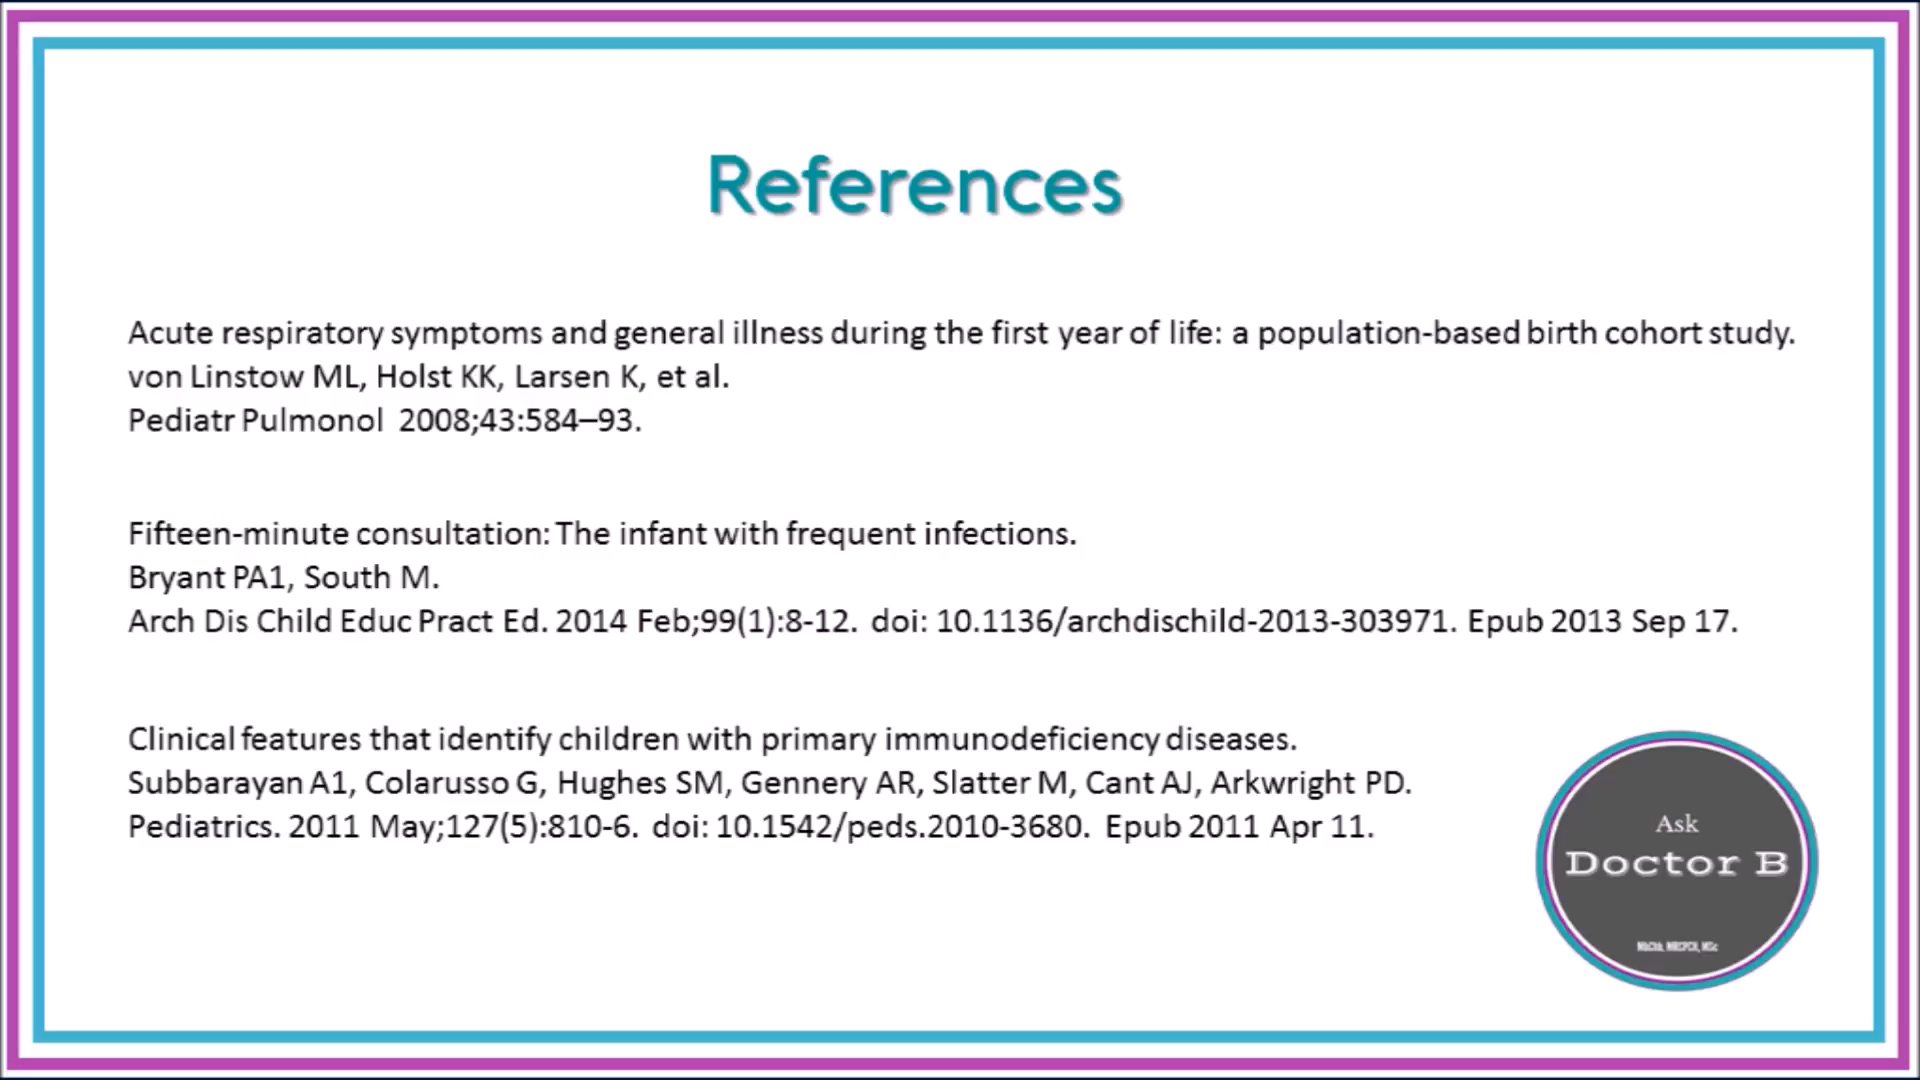 References
Acute respiratory symptoms and general illness during the first year of life: a population-based birth cohort study.
von Linstow ML, Holst KK, Larsen K, et al.
Pediatr Pulmonol 2008;43:584–93.
Fifteen-minute consultation: The infant with frequent infections.
Bryant PA1, South M.
Arch Dis Child Educ Pract Ed. 2014 Feb;99(1):8-12. doi: 10.1136/archdischild-2013-303971. Epub 2013 Sep 17.
Clinical features that identify children with primary immunodeficiency diseases.
Subbarayan A1, Colarusso G, Hughes SM, Gennery AR, Slatter M, Cant AJ, Arkwright PD.
Pediatrics. 2011 May;127(5):810-6. doi: 10.1542/peds.2010-3680. Epub 2011 Apr 11.
Ask
Doctor B